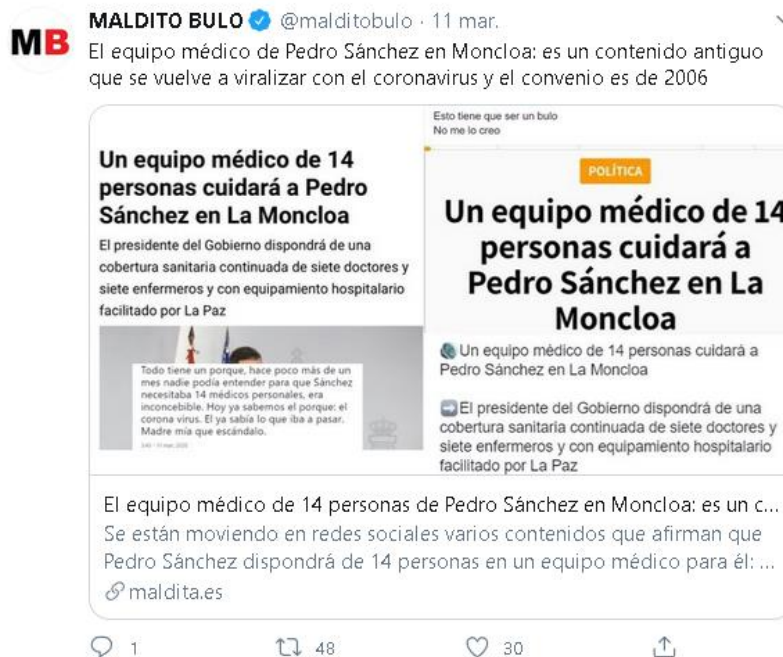 MB
MALDITO BULO @malditobulo · 11 mar.
El equipo médico de Pedro Sánchez en Moncloa: es un contenido antiguo
que se vuelve a viralizar con el coronavirus y el convenio es de 2006
Un equipo médico de 14
personas cuidará a Pedro
Sánchez en La Moncloa
El presidente del Gobierno dispondrá de una
cobertura sanitaria continuada de siete doctores y
siete enfermeros y con equipamiento hospitalario
facilitado por La Paz
Todo tiene un porque, hace poco más de un
mes nadie podía entender para que Sánchez
necesitaba 14 médicos personales, era
inconcebible. Hoy ya sabemos el porque: el
corona virus. El ya sabía lo que iba a pasar.
Madre mía que escándalo.
Esto tiene que ser un bulo
No me lo creo
POLÍTICA
Un equipo médico de 14
personas cuidará a
Pedro Sánchez en La
Moncloa
Un equipo médico de 14 personas cuidará a
Pedro Sánchez en La Moncloa
El presidente del Gobierno dispondrá de una
cobertura sanitaria continuada de siete doctores y
siete enfermeros y con equipamiento hospitalario
facilitado por La Paz
El equipo médico de 14 personas de Pedro Sánchez en Moncloa: es un c...
Se están moviendo en redes sociales varios contenidos que afirman que
Pedro Sánchez dispondrá de 14 personas en un equipo médico para él: ...
maldita.es
1 48 30